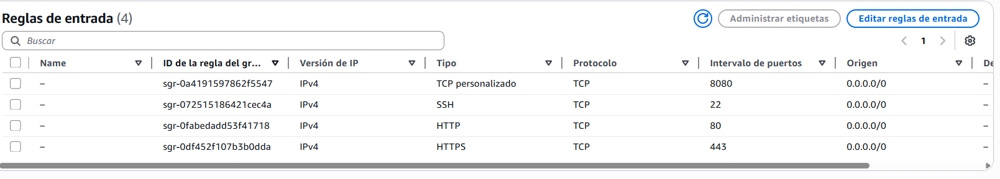 Reglas de entrada (4)
Administrar etiquetas
Editar reglas de entrada
Buscar
1
Name ID de la regla del gr... Versión de IP Tipo Protocolo Intervalo de puertos Origen
– sgr-0a4191597862f5547 IPv4 TCP personalizado TCP 8080 0.0.0.0/0 –
– sgr-072515186421cec4a IPv4 SSH TCP 22 0.0.0.0/0 –
– sgr-0fabedadd53f41718 IPv4 HTTP TCP 80 0.0.0.0/0 –
– sgr-0df452f107b3b0dda IPv4 HTTPS TCP 443 0.0.0.0/0 –